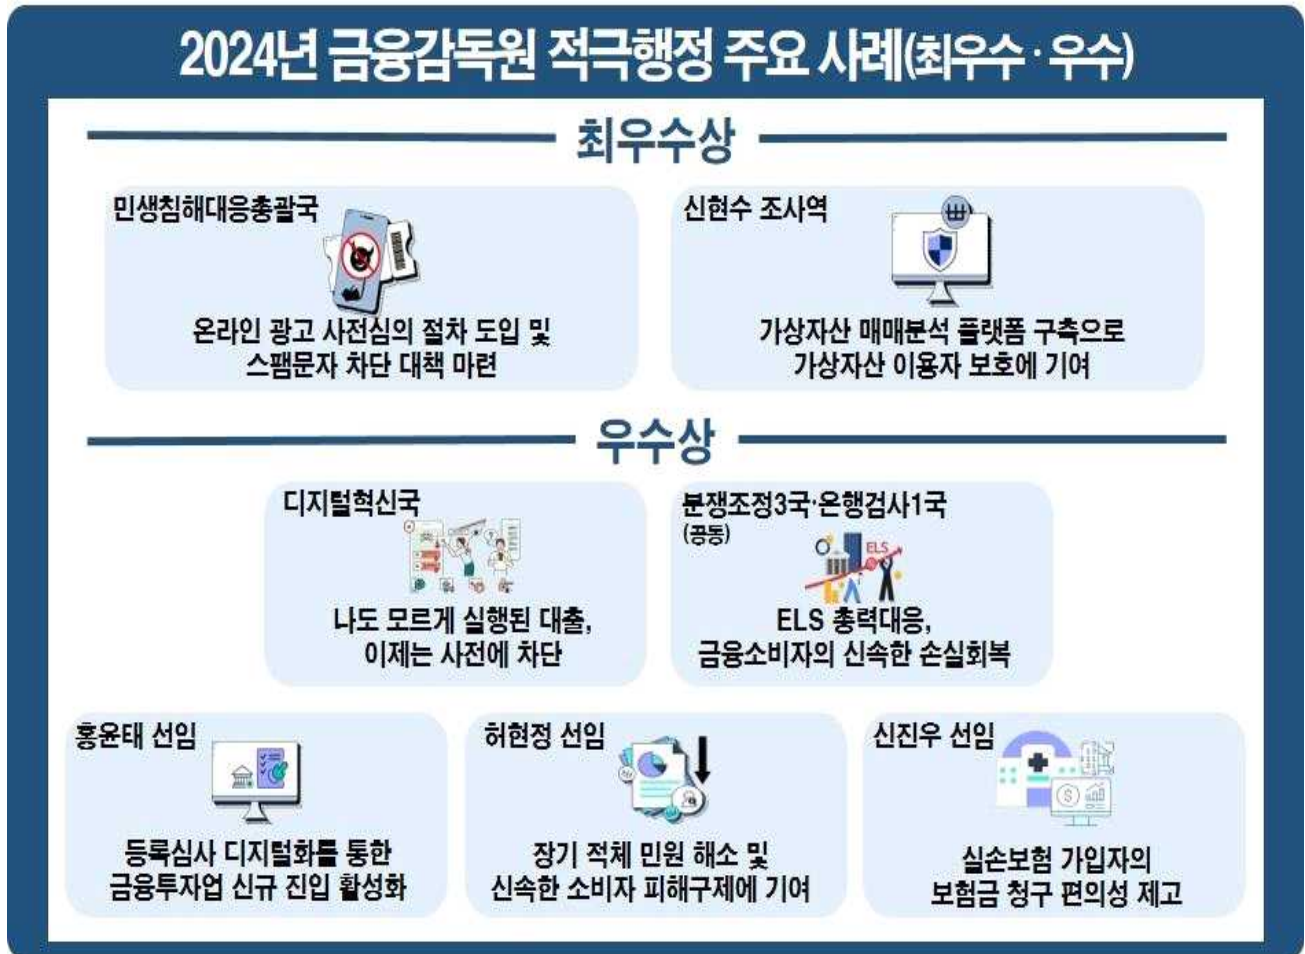 2024년 금융감독원 적극행정 주요 사례(최우수 · 우수)
최우수상
민생침해대응총괄국
온라인 광고 사전심의 절차 도입 및
스팸문자 차단 대책 마련
신현수 조사역
가상자산 매매분석 플랫폼 구축으로
가상자산 이용자 보호에 기여
우수상
디지털혁신국
나도 모르게 실행된 대출,
이제는 사전에 차단
분쟁조정3국·은행검사1국
(공동)
ELS
ELS 총력대응,
금융소비자의 신속한 손실회복
홍윤태 선임
등록심사 디지털화를 통한
금융투자업 신규 진입 활성화
허현정 선임
장기 적체 민원 해소 및
신속한 소비자 피해구제에 기여
신진우 선임
실손보험 가입자의
보험금 청구 편의성 제고